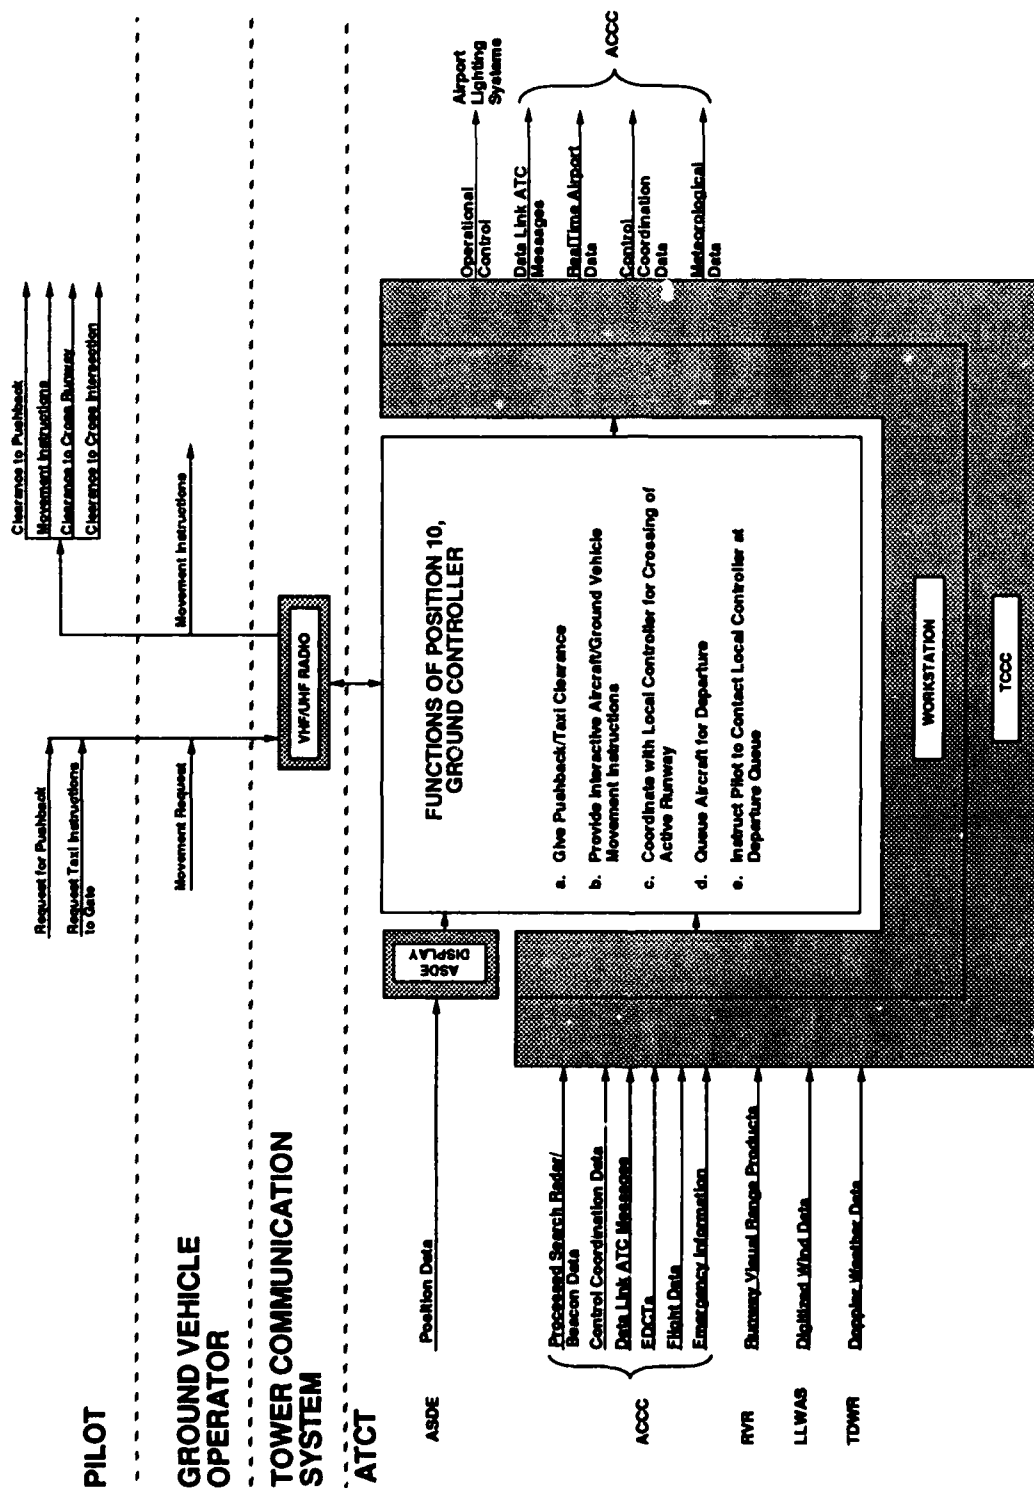 PILOT
Request for Pushback
Request Taxi Instructions
to Gate
Clearance to Pushback
Movement Instructions
Clearance to Cross Runway
Clearence to Cross Intersection
GROUND VEHICLE
OPERATOR
Movement Request
Movement Instructions
TOWER COMMUNICATION
SYSTEM
VHF/UHF RADIO
ATCT
ASDE
Position Data
ASDE
DISPLAY
ACCC
Processed Search Radar/
Beacon Data
Control Coordination Data
Data Link ATC Messages
EDCTs
Flight Data
Emergency Information
RVR
Runway Visual Range Products
LLWAS
Digitized Wind Data
TDWR
Doppler Weather Data
FUNCTIONS OF POSITION 10,
GROUND CONTROLLER
a. Give Pushback/Taxi Clearance
b. Provide Interactive Aircraft/Ground Vehicle
Movement Instructions
c. Coordinate with Local Controller for Crossing of
Active Runway
d. Queue Aircraft for Departure
e. Instruct Pilot to Contact Local Controller at
Departure Queue
WORKSTATION
TCCC
Operational
Control
Airport
Lighting
Systems
Data Link ATC
Messages
RealTime Airport
Data
Control
Coordination
Data
Meteorological
Data
ACCC